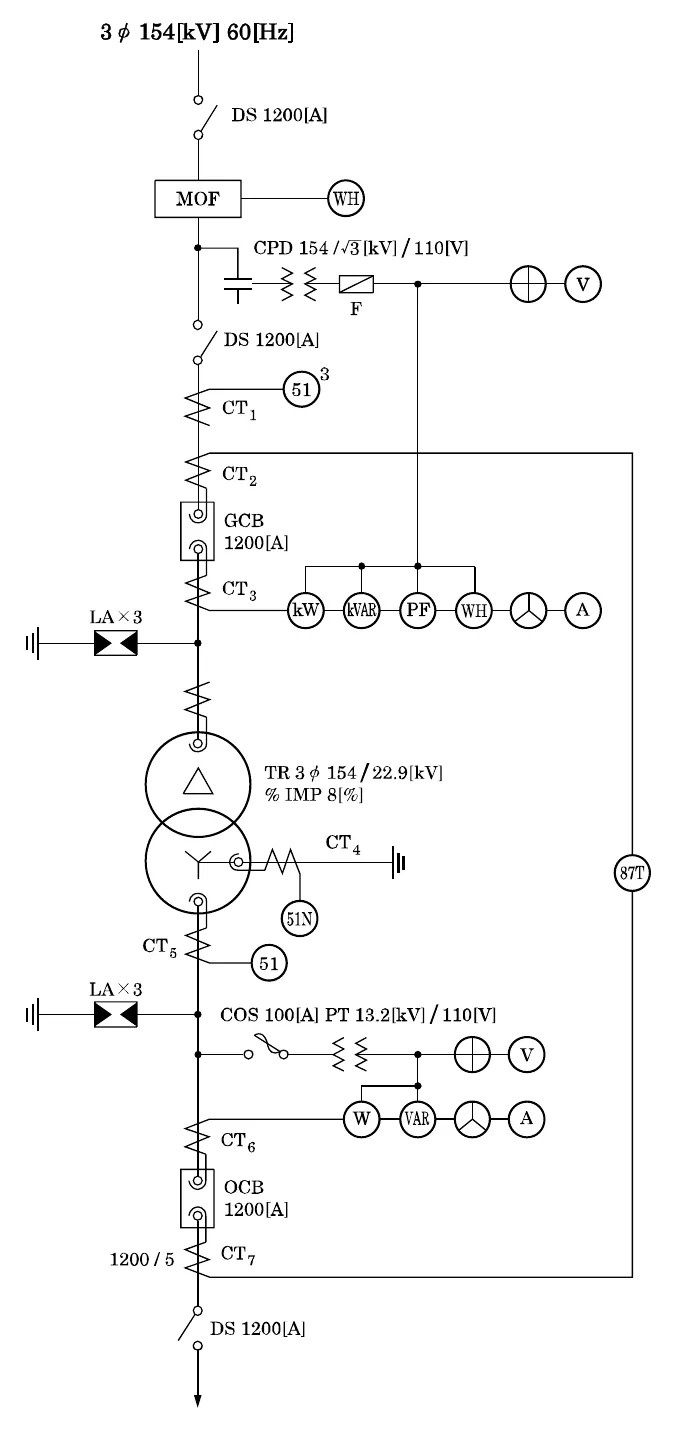 3 ϕ 154[kV] 60[Hz]
DS 1200[A]
MOF
WH
CPD 154 / √3[kV] / 110[V]
F
V
DS 1200[A]
51 3
CT1
CT2
GCB
1200[A]
CT3
kW kVAR PF WH A
LA×3
TR 3 ϕ 154 / 22.9[kV]
% IMP 8[%]
CT4
87T
51N
CT5
51
LA×3
COS 100[A] PT 13.2[kV] / 110[V]
V
W VAR A
CT6
OCB
1200[A]
1200 / 5 CT7
DS 1200[A]